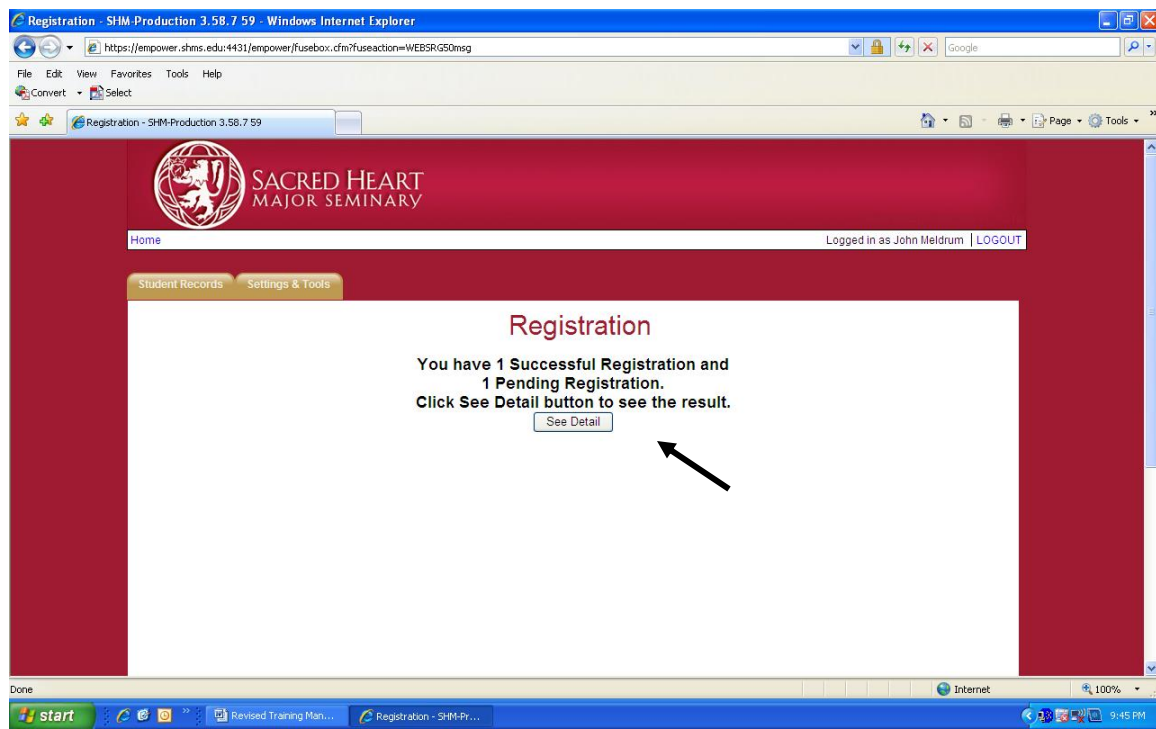 Registration - SHM-Production 3.58.7 59 - Windows Internet Explorer
https://empower.shms.edu:4431/empower/fusebox.cfm?fuseaction=WEBSRG50msg
Google
File Edit View Favorites Tools Help
Convert Select
Registration - SHM-Production 3.58.7 59
Page Tools
SACRED HEART
MAJOR SEMINARY
Home
Logged in as John Meldrum | LOGOUT
Student Records Settings & Tools
Registration
You have 1 Successful Registration and
1 Pending Registration.
Click See Detail button to see the result.
See Detail
Done
Internet
100%
start
Revised Training Man...
Registration - SHM-Pr...
9:45 PM